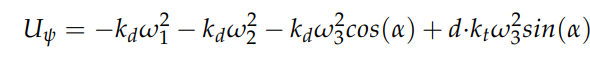 U_ψ = −k_d ω_1^2 − k_d ω_2^2 − k_d ω_3^2 cos(α) + d·k_t ω_3^2 sin(α)